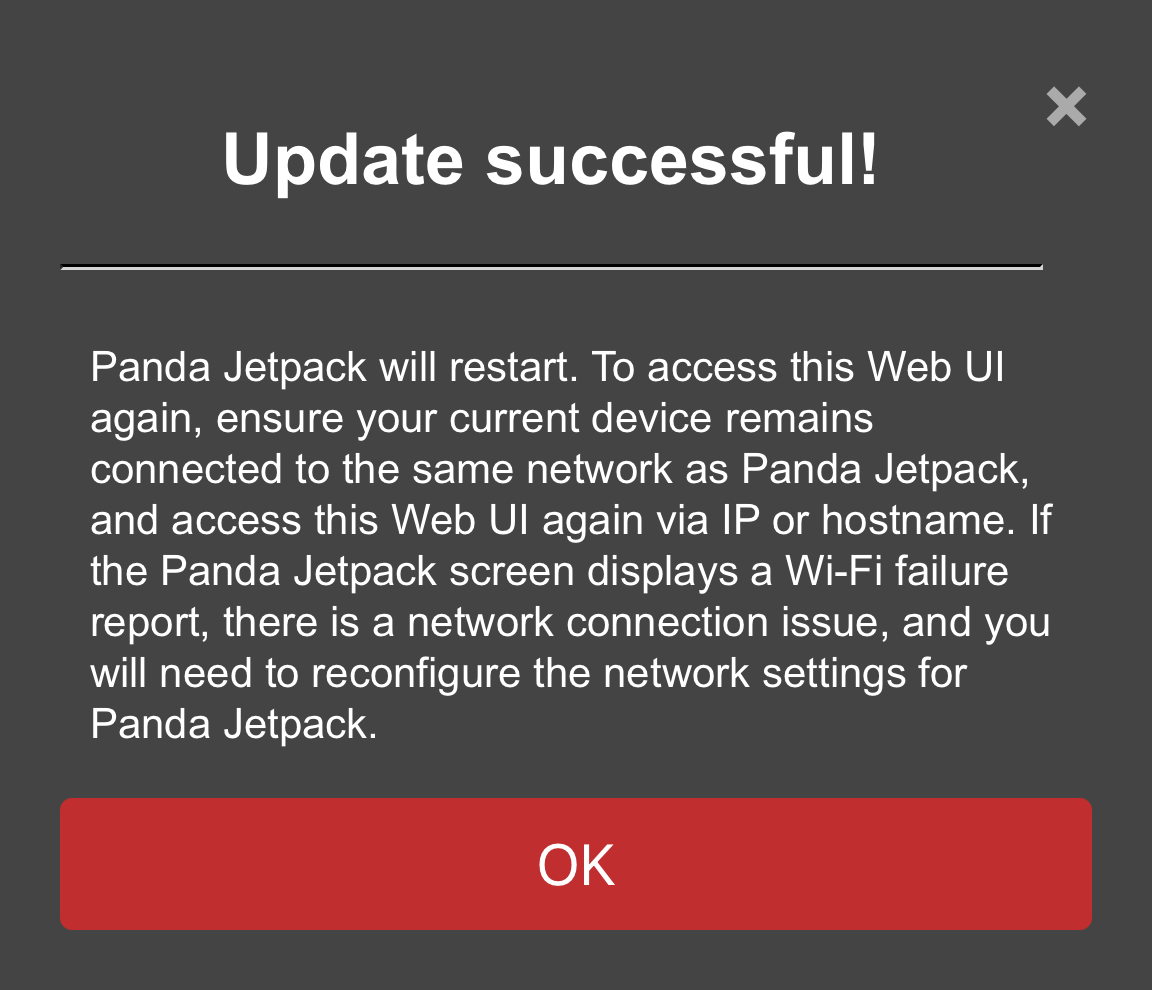 Update successful!
Panda Jetpack will restart. To access this Web UI
again, ensure your current device remains
connected to the same network as Panda Jetpack,
and access this Web UI again via IP or hostname. If
the Panda Jetpack screen displays a Wi-Fi failure
report, there is a network connection issue, and you
will need to reconfigure the network settings for
Panda Jetpack.
OK